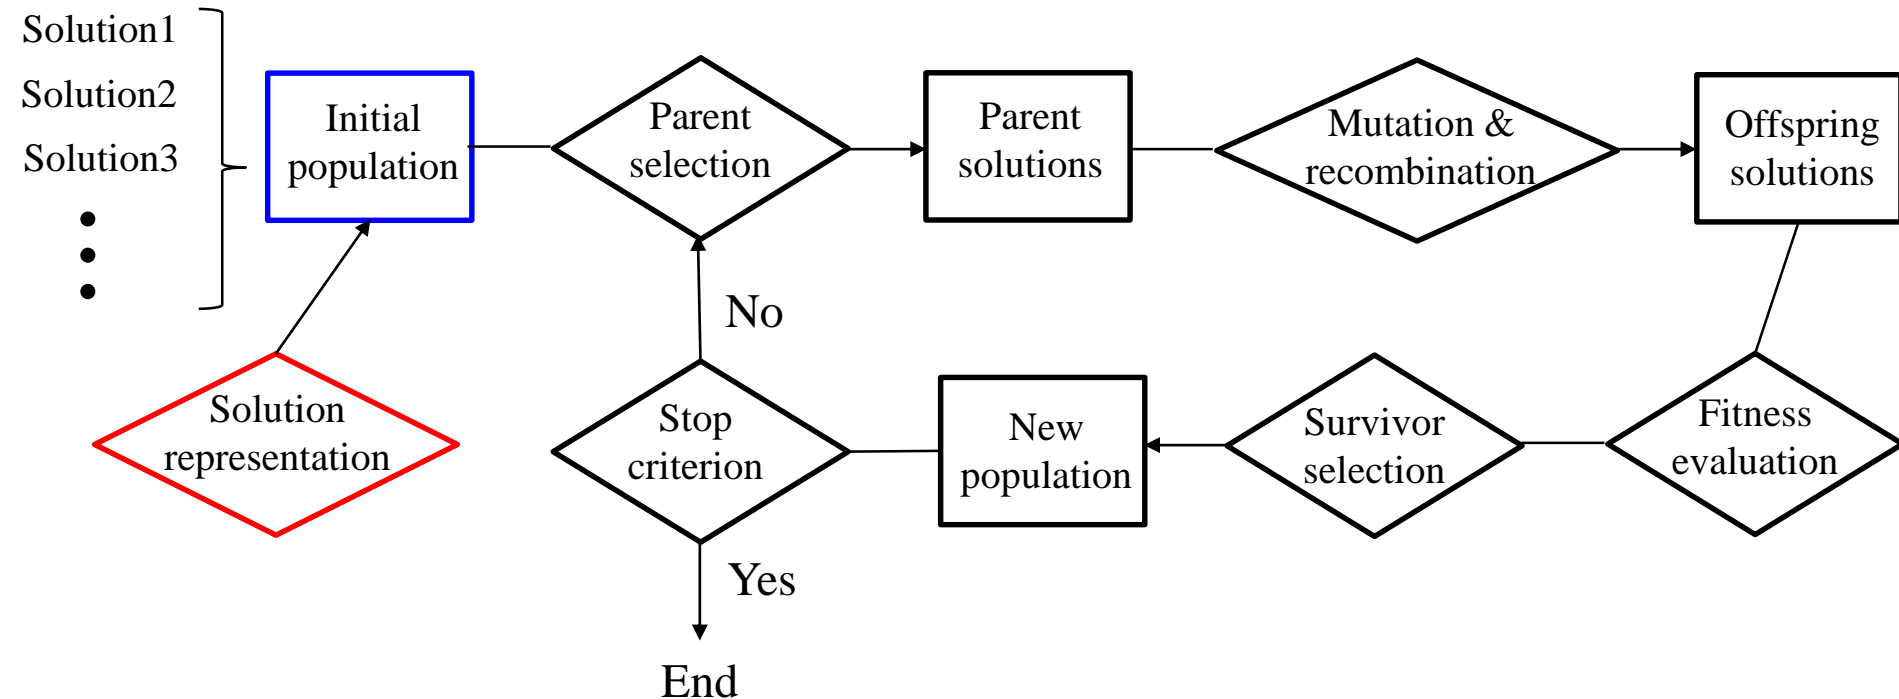 Solution1
Solution2
Solution3
Initial
population
Parent
selection
Parent
solutions
Mutation &
recombination
Offspring
solutions
No
Solution
representation
Stop
criterion
New
population
Survivor
selection
Fitness
evaluation
Yes
End